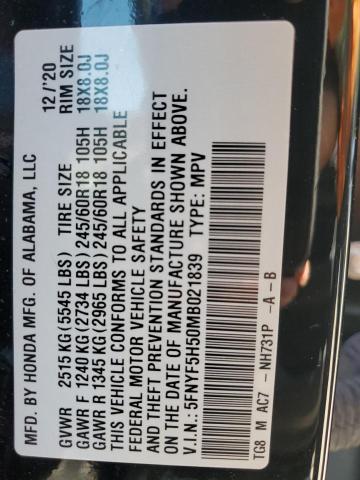 MFD. BY HONDA MFG. OF ALABAMA, LLC 12/'20
GVWR 2515 KG (5545 LBS) TIRE SIZE RIM SIZE
GAWR F 1240 KG (2734 LBS) 245/60R18 105H 18X8.0J
GAWR R 1345 KG (2965 LBS) 245/60R18 105H 18X8.0J
THIS VEHICLE CONFORMS TO ALL APPLICABLE
FEDERAL MOTOR VEHICLE SAFETY
AND THEFT PREVENTION STANDARDS IN EFFECT
ON THE DATE OF MANUFACTURE SHOWN ABOVE.
V.I.N.: 5FNYF5H50MB021839 TYPE: MPV
TG8 M AC7 - NH731P -A-B